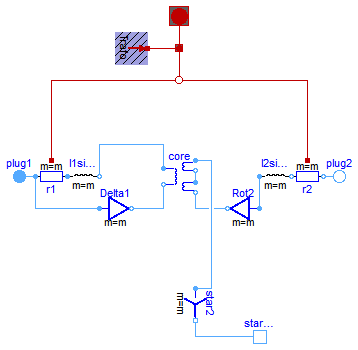 Trafo
plug1
m=m
r1
l1si...
m=m
core
l2si...
m=m
m=m
r2
plug2
Delta1
m=m
Rot2
m=m
m=m
star2
star...